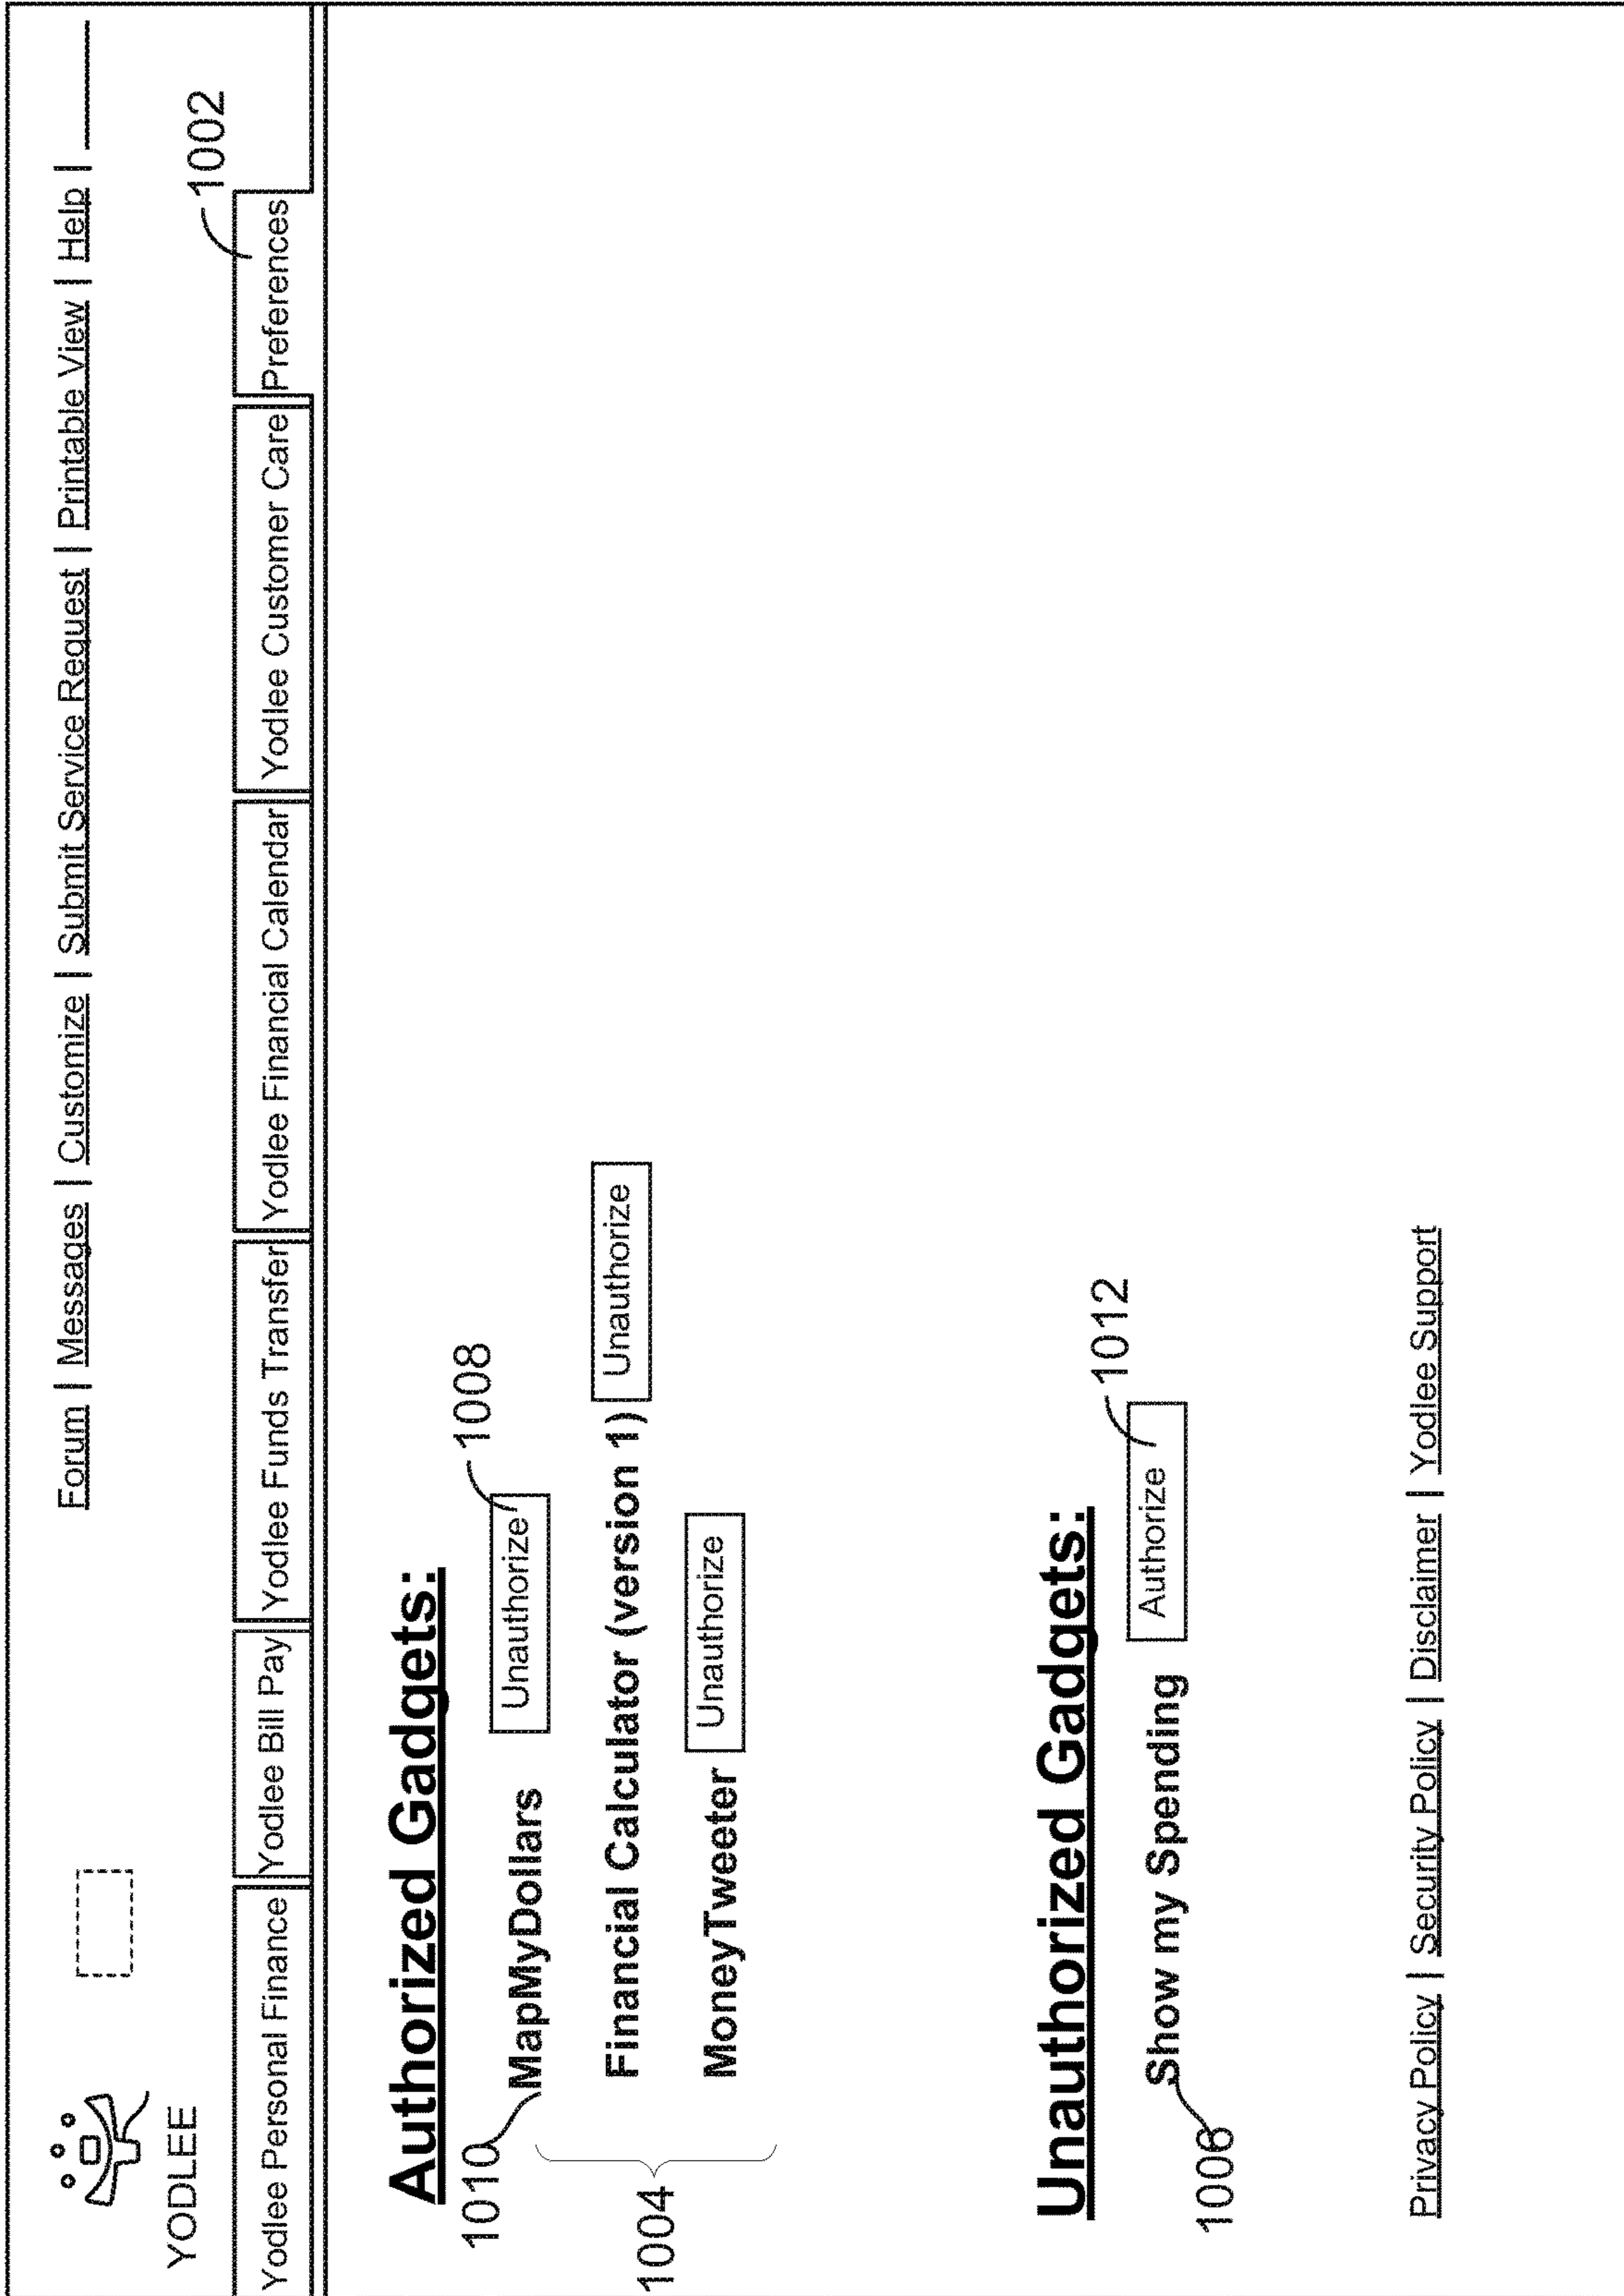 Forum | Messages | Customize | Submit Service Request | Printable View | Help |
YODLEE
1002
Yodlee Personal Finance Yodlee Bill Pay Yodlee Funds Transfer Yodlee Financial Calendar Yodlee Customer Care Preferences
Authorized Gadgets:
1010 1008
MapMyDollars Unauthorize
Financial Calculator (version 1) Unauthorize
1004
MoneyTweeter Unauthorize
Unauthorized Gadgets:
1012
Show my Spending Authorize
1006
Privacy Policy | Security Policy | Disclaimer | Yodlee Support